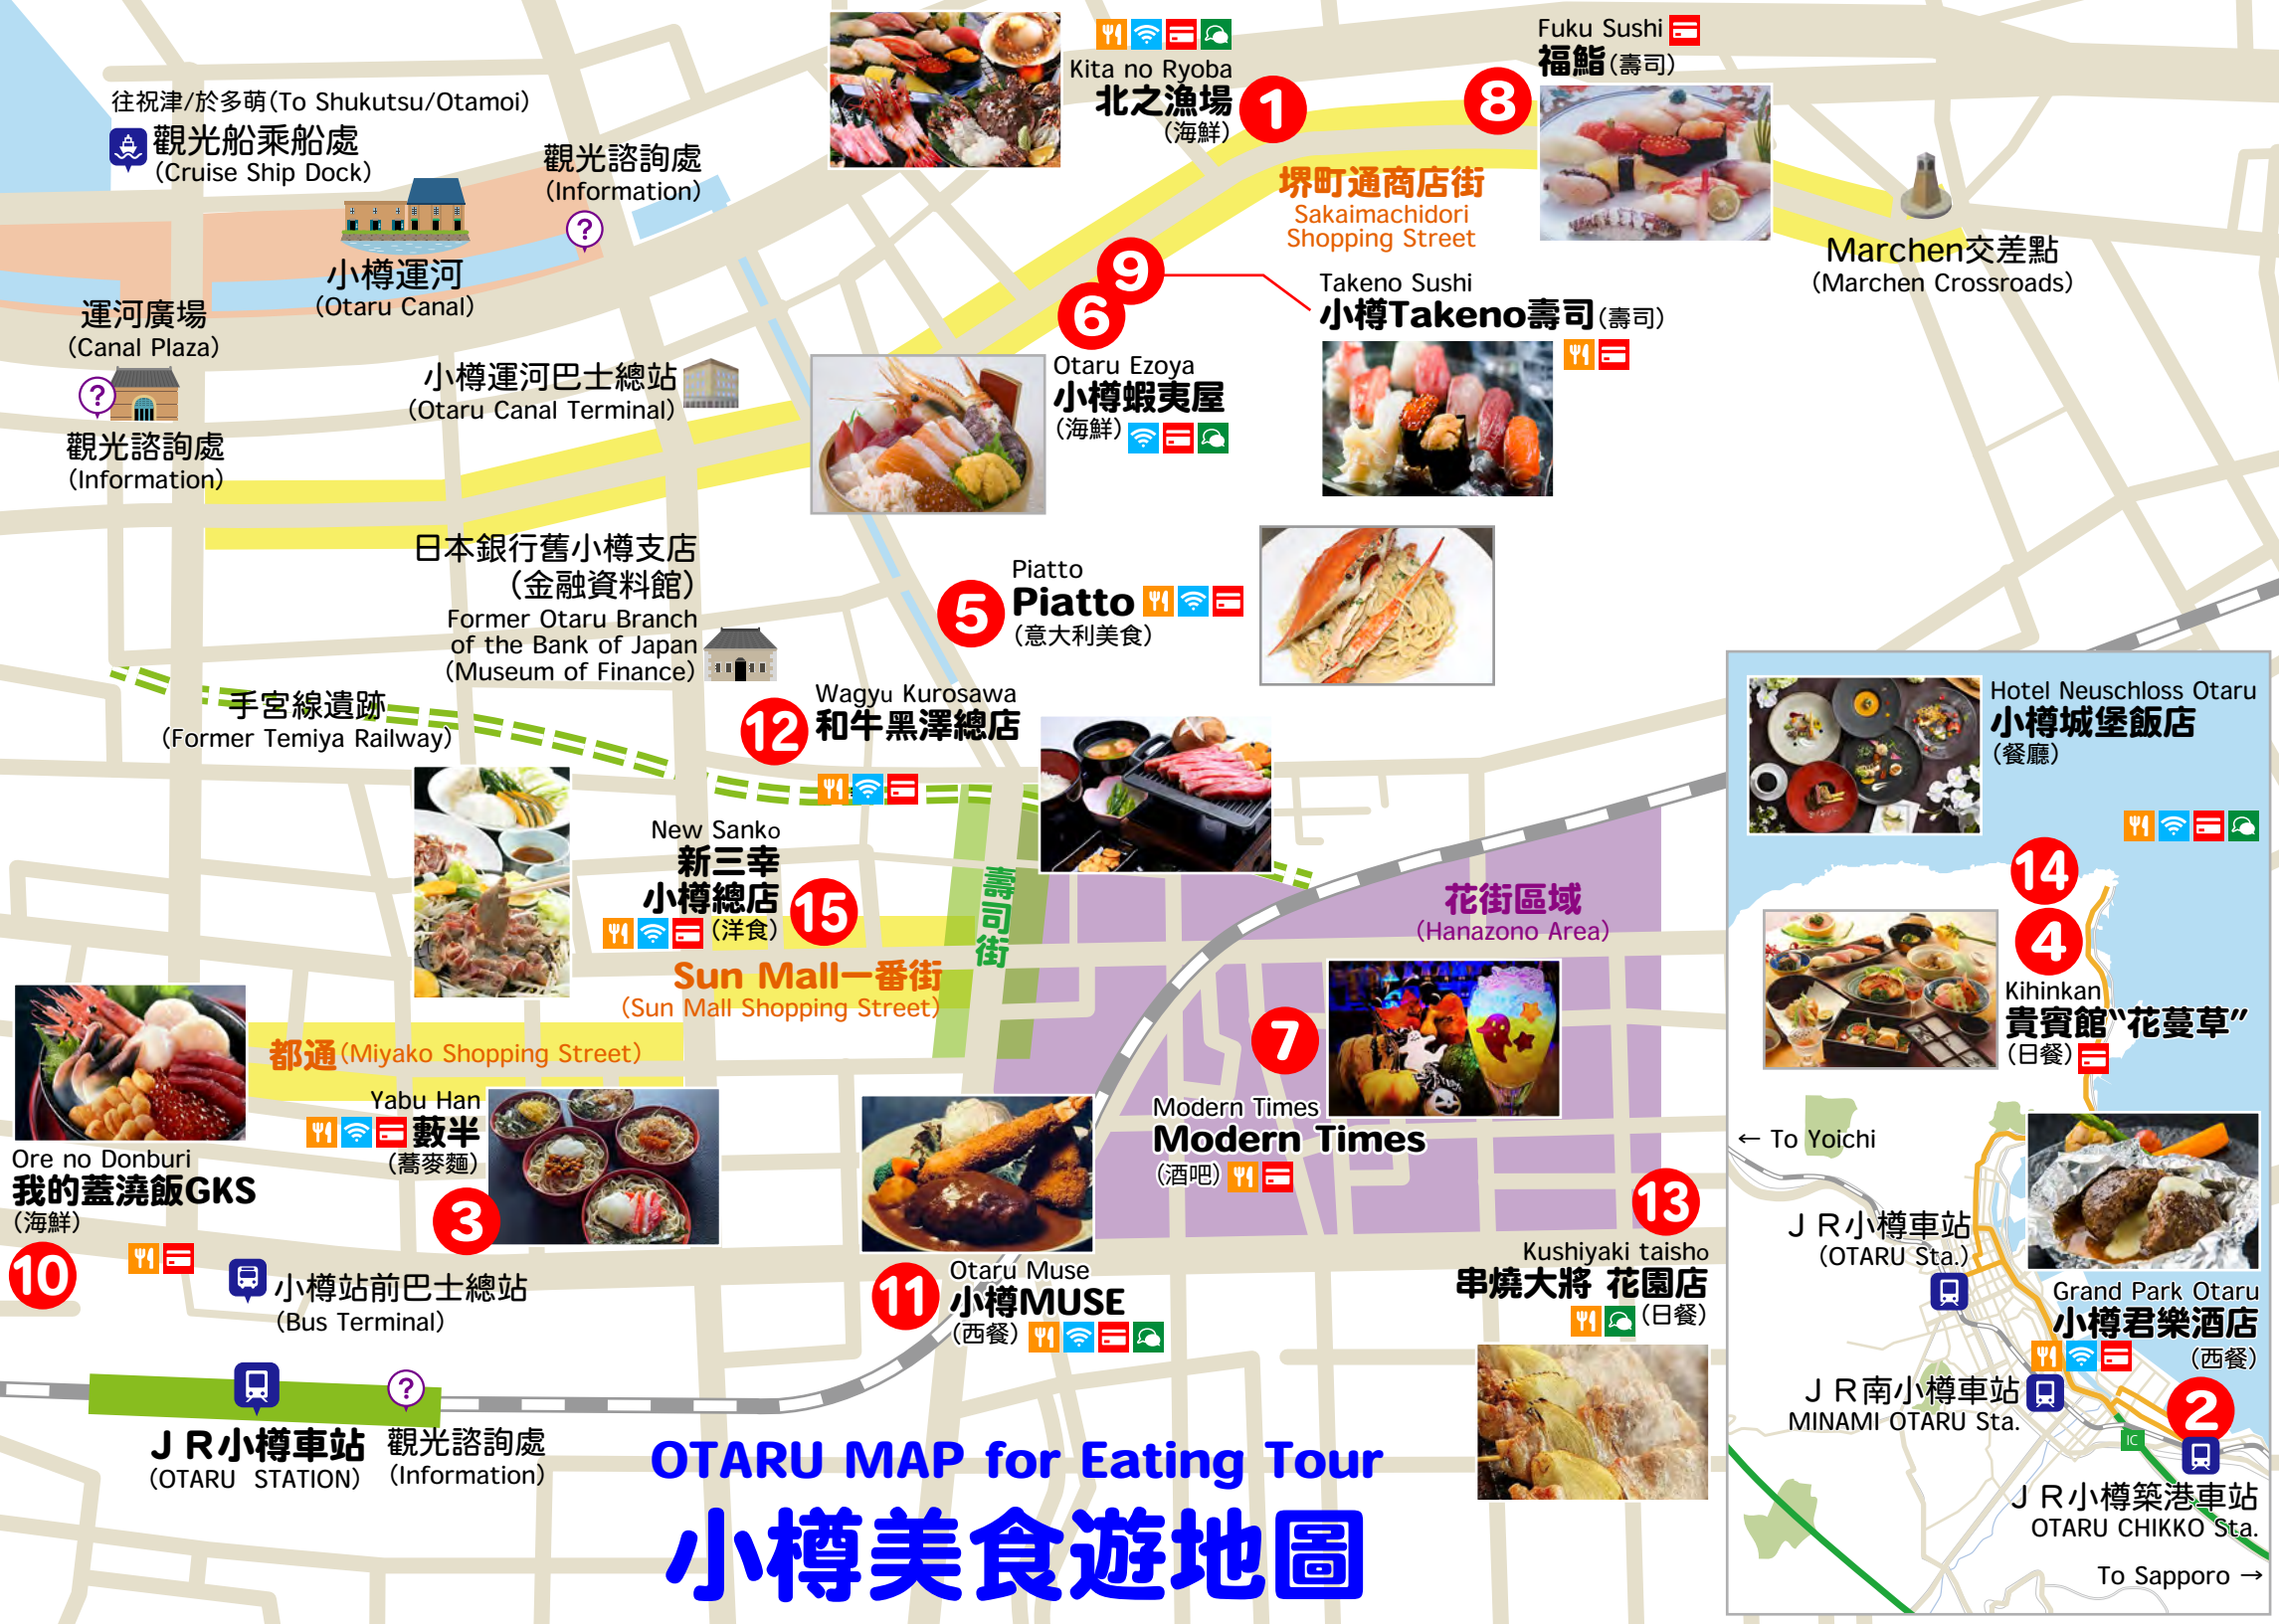 Kita no Ryoba
北之漁場
(海鮮)
1
Fuku Sushi
福鮨(壽司)
8
往祝津/於多萌(To Shukutsu/Otamoi)
觀光船乘船處
(Cruise Ship Dock)
觀光諮詢處
(Information)
?
小樽運河
(Otaru Canal)
運河廣場
(Canal Plaza)
?
觀光諮詢處
(Information)
小樽運河巴士總站
(Otaru Canal Terminal)
堺町通商店街
Sakaimachidori
Shopping Street
Marchen交差點
(Marchen Crossroads)
9
6
Takeno Sushi
小樽Takeno壽司(壽司)
Otaru Ezoya
小樽蝦夷屋
(海鮮)
日本銀行舊小樽支店
(金融資料館)
Former Otaru Branch
of the Bank of Japan
(Museum of Finance)
5
Piatto
Piatto
(意大利美食)
手宮線遺跡
(Former Temiya Railway)
12
Wagyu Kurosawa
和牛黑澤總店
New Sanko
新三幸
小樽總店
(洋食)
15
壽司街
Sun Mall一番街
(Sun Mall Shopping Street)
花街區域
(Hanazono Area)
都通(Miyako Shopping Street)
Yabu Han
藪半
(蕎麥麵)
3
Ore no Donburi
我的蓋澆飯GKS
(海鮮)
10
小樽站前巴士總站
(Bus Terminal)
7
Modern Times
Modern Times
(酒吧)
11
Otaru Muse
小樽MUSE
(西餐)
13
Kushiyaki taisho
串燒大將 花園店
(日餐)
JR小樽車站
(OTARU STATION)
?
觀光諮詢處
(Information)
OTARU MAP for Eating Tour
小樽美食遊地圖
Hotel Neuschloss Otaru
小樽城堡飯店
(餐廳)
14
4
Kihinkan
貴賓館“花蔓草”
(日餐)
← To Yoichi
JR小樽車站
(OTARU Sta.)
Grand Park Otaru
小樽君樂酒店
(西餐)
JR南小樽車站
MINAMI OTARU Sta.
2
IC
JR小樽築港車站
OTARU CHIKKO Sta.
To Sapporo →